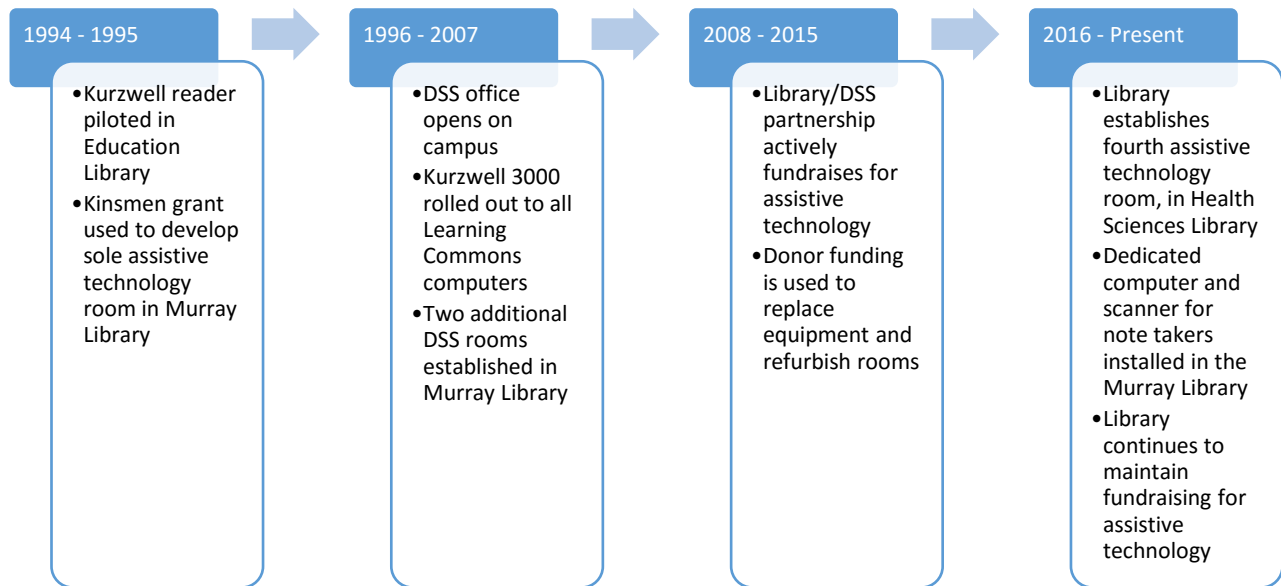 1994 - 1995
•Kurzwell reader
piloted in
Education
Library
•Kinsmen grant
used to develop
sole assistive
technology
room in Murray
Library
1996 - 2007
•DSS office
opens on
campus
•Kurzwell 3000
rolled out to all
Learning
Commons
computers
•Two additional
DSS rooms
established in
Murray Library
2008 - 2015
•Library/DSS
partnership
actively
fundraises for
assistive
technology
•Donor funding
is used to
replace
equipment and
refurbish rooms
2016 - Present
•Library
establishes
fourth assistive
technology
room, in Health
Sciences Library
•Dedicated
computer and
scanner for
note takers
installed in the
Murray Library
•Library
continues to
maintain
fundraising for
assistive
technology